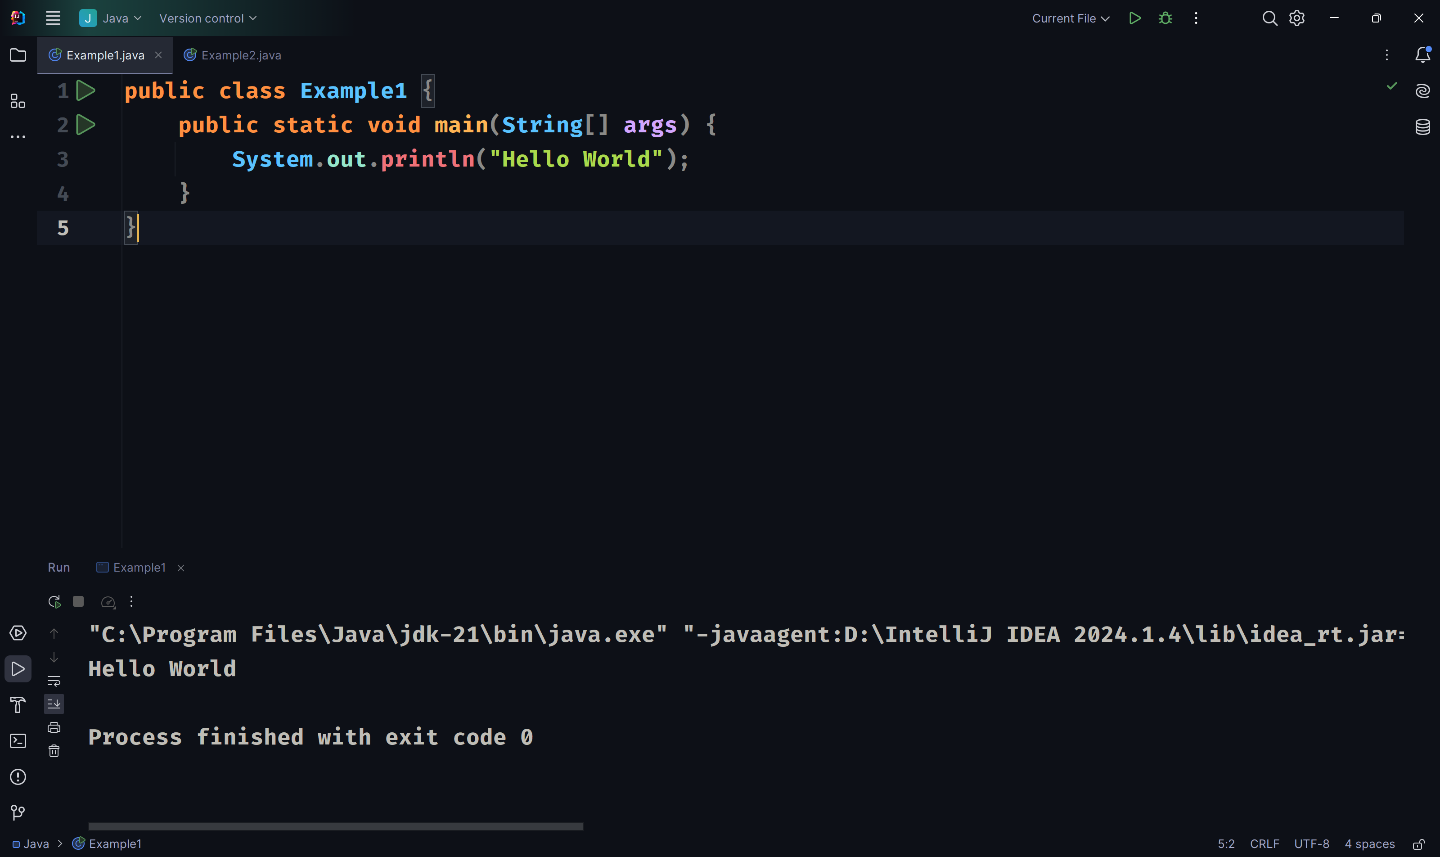 J Java Version control Current File
Example1.java Example2.java
1 public class Example1 {
2 public static void main(String[] args) {
3 System.out.println("Hello World");
4 }
5 }
Run Example1
"C:\Program Files\Java\jdk-21\bin\java.exe" "-javaagent:D:\IntelliJ IDEA 2024.1.4\lib\idea_rt.jar=
Hello World
Process finished with exit code 0
Java Example1 5:2 CRLF UTF-8 4 spaces